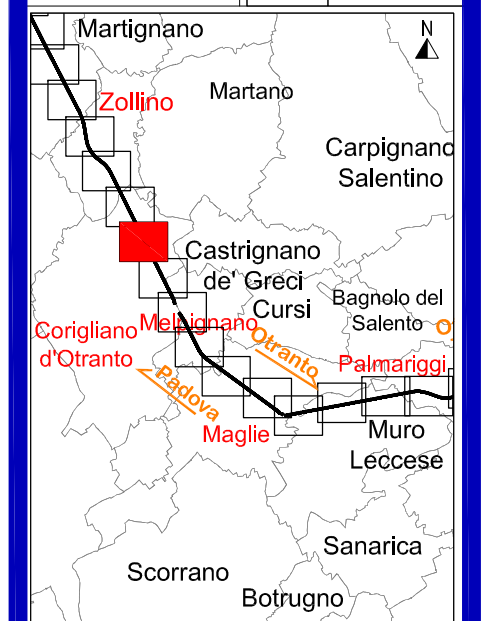 Martignano
N
Zollino
Martano
Carpignano
Salentino
Castrignano
de' Greci
Cursi
Bagnolo del
Salento
Corigliano
d'Otranto
Melpignano
Otranto
Palmariggi
Padova
Maglie
Muro
Leccese
Sanarica
Scorrano
Botrugno